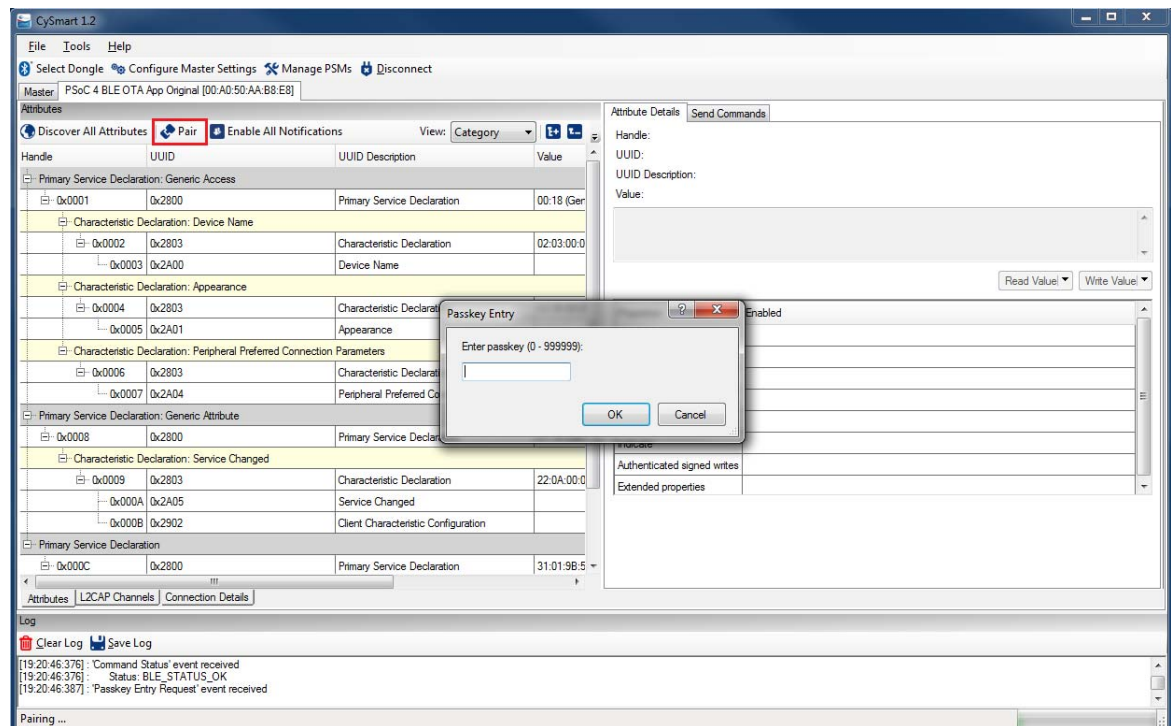 CySmart 1.2
File Tools Help
Select Dongle Configure Master Settings Manage PSMs Disconnect
Master PSoC 4 BLE OTA App Original [00:A0:50:AA:B8:E8]
Attributes
Discover All Attributes Pair Enable All Notifications View: Category
Handle UUID UUID Description Value
Primary Service Declaration: Generic Access
0x0001 0x2800 Primary Service Declaration 00:18 (Gen
Characteristic Declaration: Device Name
0x0002 0x2803 Characteristic Declaration 02:03:00:0
0x0003 0x2A00 Device Name
Characteristic Declaration: Appearance
0x0004 0x2803 Characteristic Declarati
0x0005 0x2A01 Appearance
Characteristic Declaration: Peripheral Preferred Connection Parameters
0x0006 0x2803 Characteristic Declarati
0x0007 0x2A04 Peripheral Preferred Co
Primary Service Declaration: Generic Attribute
0x0008 0x2800 Primary Service Declar
Characteristic Declaration: Service Changed
0x0009 0x2803 Characteristic Declaration 22:0A:00:0
0x000A 0x2A05 Service Changed
0x000B 0x2902 Client Characteristic Configuration
Primary Service Declaration
0x000C 0x2800 Primary Service Declaration 31:01:9B:5
Attributes L2CAP Channels Connection Details
Attribute Details Send Commands
Handle:
UUID:
UUID Description:
Value:
Read Value Write Value
Enabled
Indicate
Authenticated signed writes
Extended properties
Passkey Entry
Enter passkey (0 - 999999):
OK Cancel
Log
Clear Log Save Log
[19:20:46:376] : 'Command Status' event received
[19:20:46:376] : Status: BLE_STATUS_OK
[19:20:46:387] : 'Passkey Entry Request' event received
Pairing ...